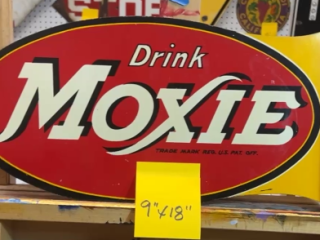 Drink
MOXIE
TRADE MARK REG. U.S. PAT. OFF.
9"x18"